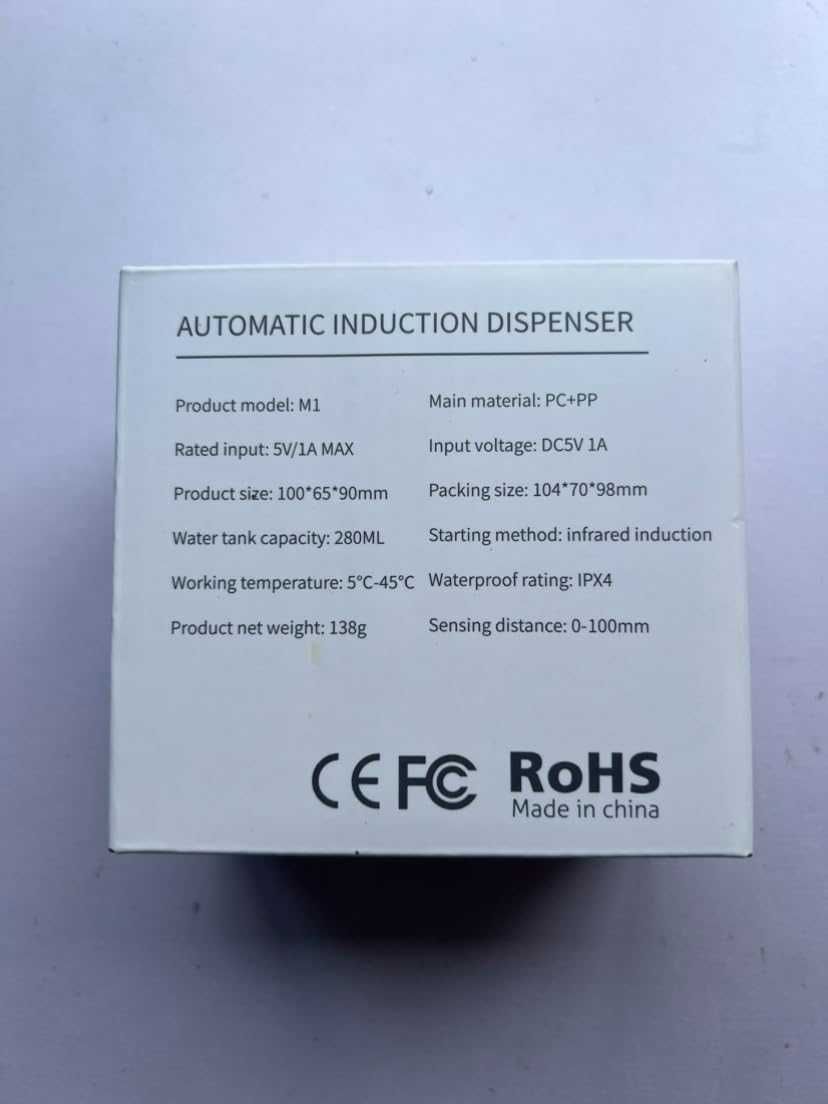 AUTOMATIC INDUCTION DISPENSER
Product model: M1
Main material: PC+PP
Rated input: 5V/1A MAX
Input voltage: DC5V 1A
Product size: 100*65*90mm
Packing size: 104*70*98mm
Water tank capacity: 280ML
Starting method: infrared induction
Working temperature: 5°C-45°C
Waterproof rating: IPX4
Product net weight: 138g
Sensing distance: 0-100mm
CE FC RoHS
Made in china